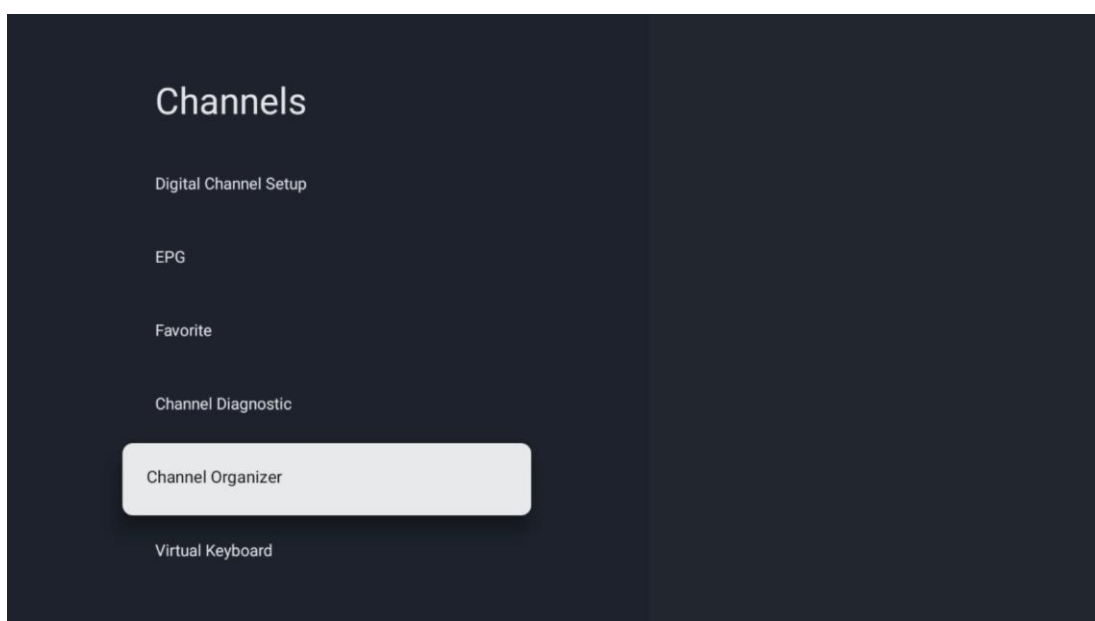 Channels
Digital Channel Setup
EPG
Favorite
Channel Diagnostic
Channel Organizer
Virtual Keyboard